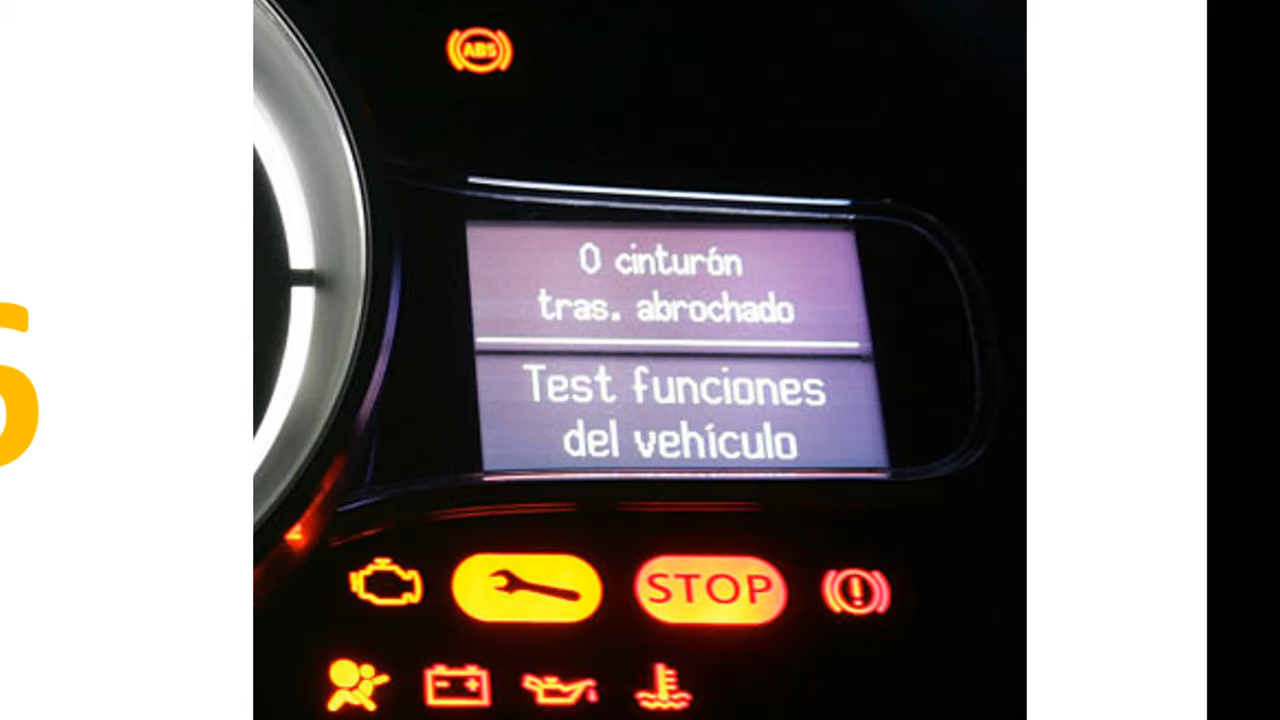 ABS
0 cinturón
tras. abrochado
Test funciones
del vehículo
STOP